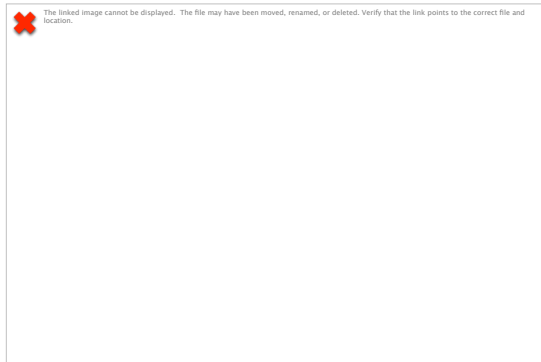 The linked image cannot be displayed.  The file may have been moved, renamed, or deleted. Verify that the link points to the correct file and
location.